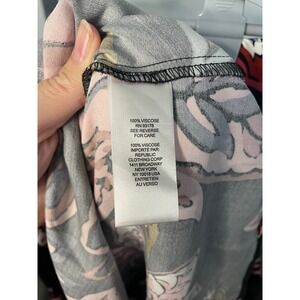 100% VISCOSE
RN 93178
SEE REVERSE
FOR CARE
100% VISCOSE
IMPORTÉ PAR:
REPUBLIC
CLOTHING CORP
1411 BROADWAY
NEW YORK,
NY 10018 USA
ENTRETIEN
AU VERSO